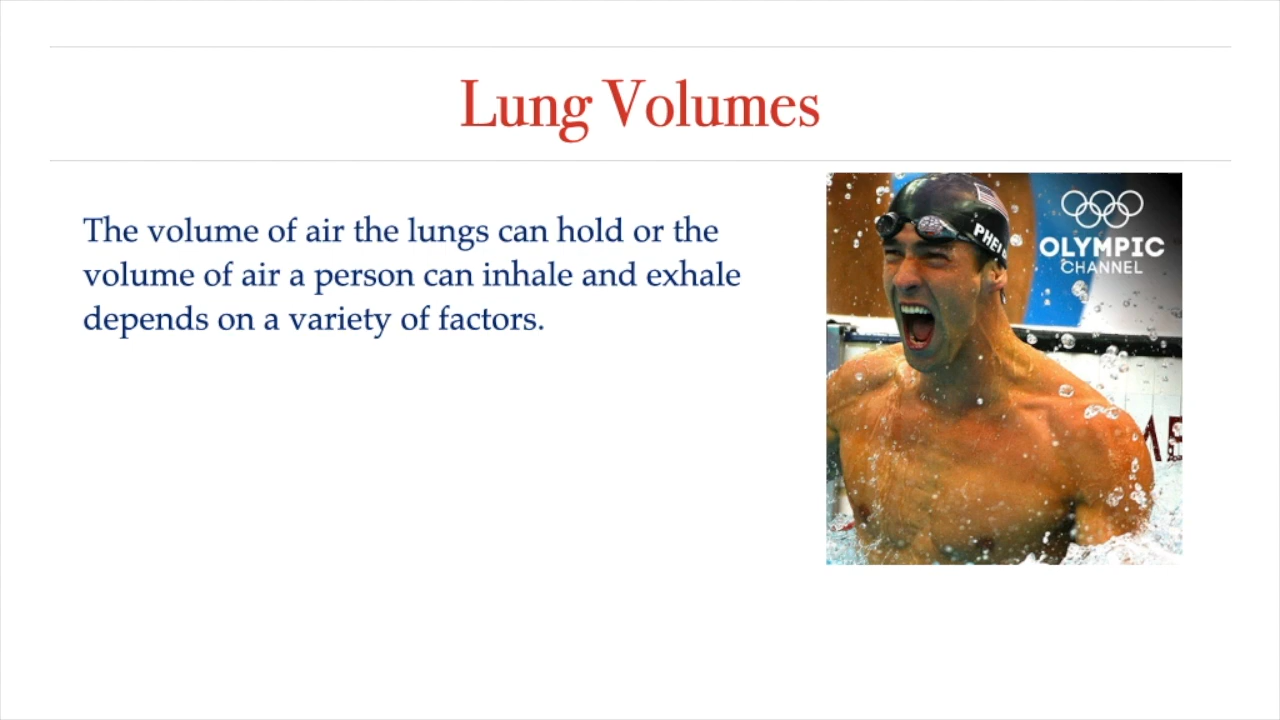 Lung Volumes
The volume of air the lungs can hold or the
volume of air a person can inhale and exhale
depends on a variety of factors.
OLYMPIC
CHANNEL
PHEL